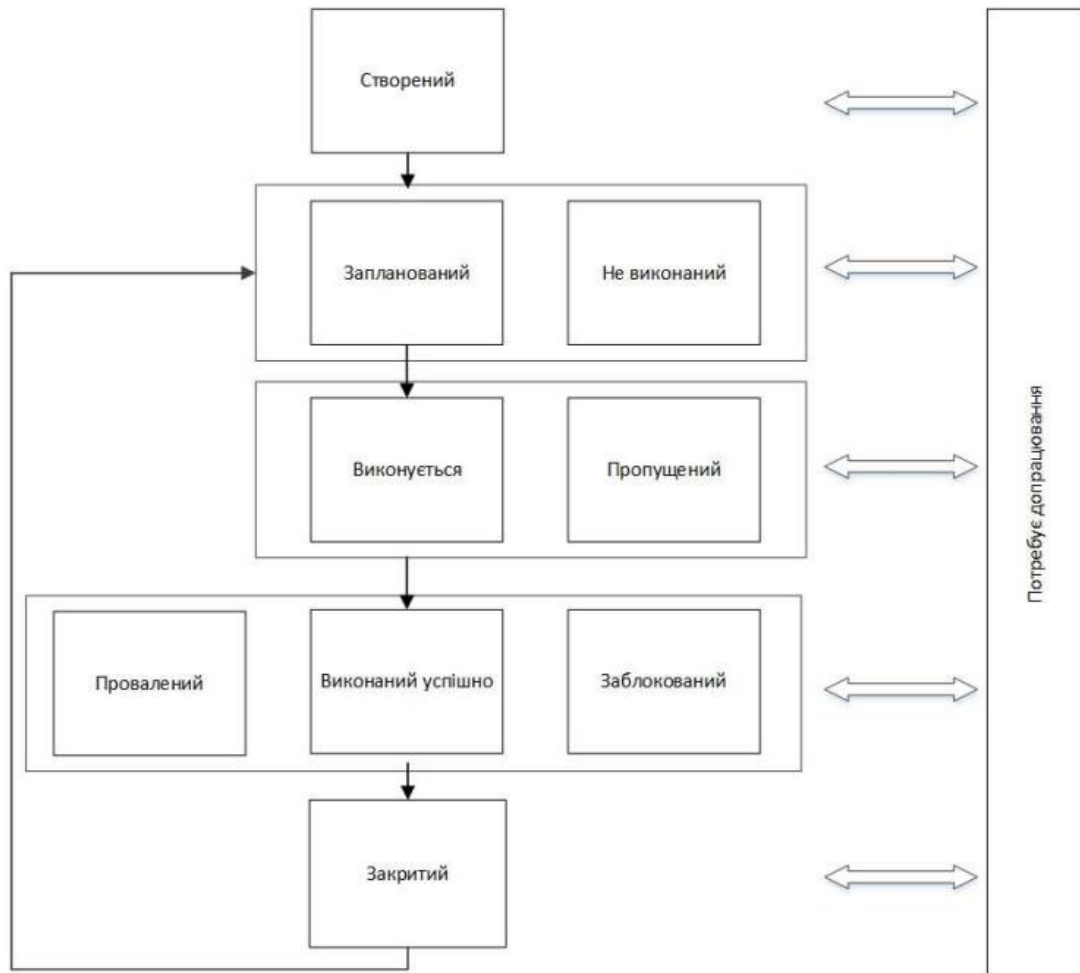 Створений
Запланований
Не виконаний
Виконується
Пропущений
Провалений
Виконаний успішно
Заблокований
Закритий
Потребує допрацювання